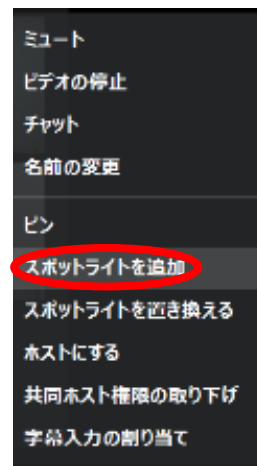 ミュート
ビデオの停止
チャット
名前の変更
ピン
スポットライトを追加
スポットライトを置き換える
ホストにする
共同ホスト権限の取り下げ
字幕入力の割り当て